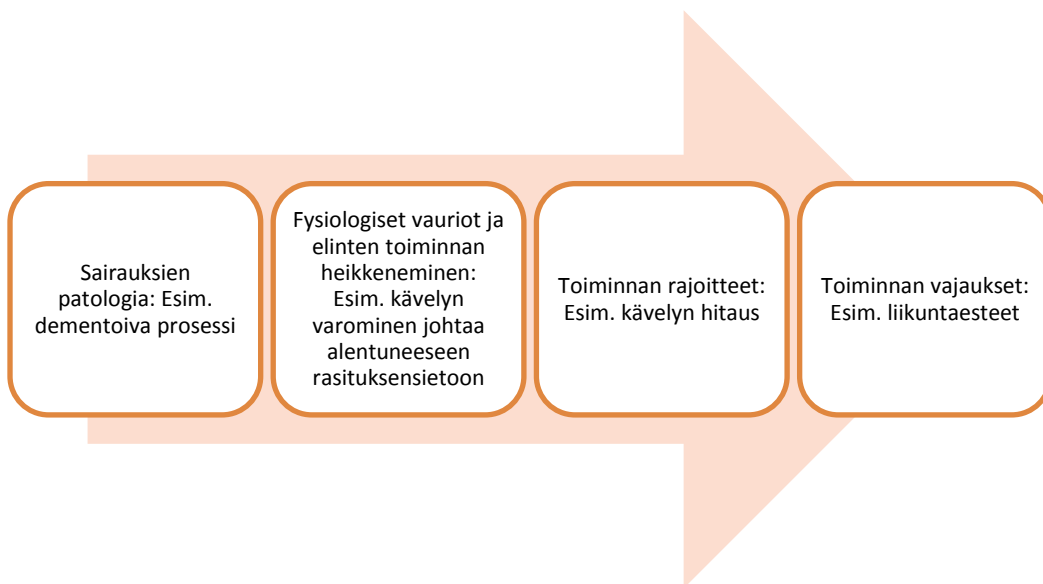 Sairauksien
patologia: Esim.
dementoiva prosessi
Fysiologiset vauriot ja
elinten toiminnan
heikkeneminen:
Esim. kävelyn
varominen johtaa
alentuneeseen
rasituksensietoon
Toiminnan rajoitteet:
Esim. kävelyn hitaus
Toiminnan vajaukset:
Esim. liikuntaesteet